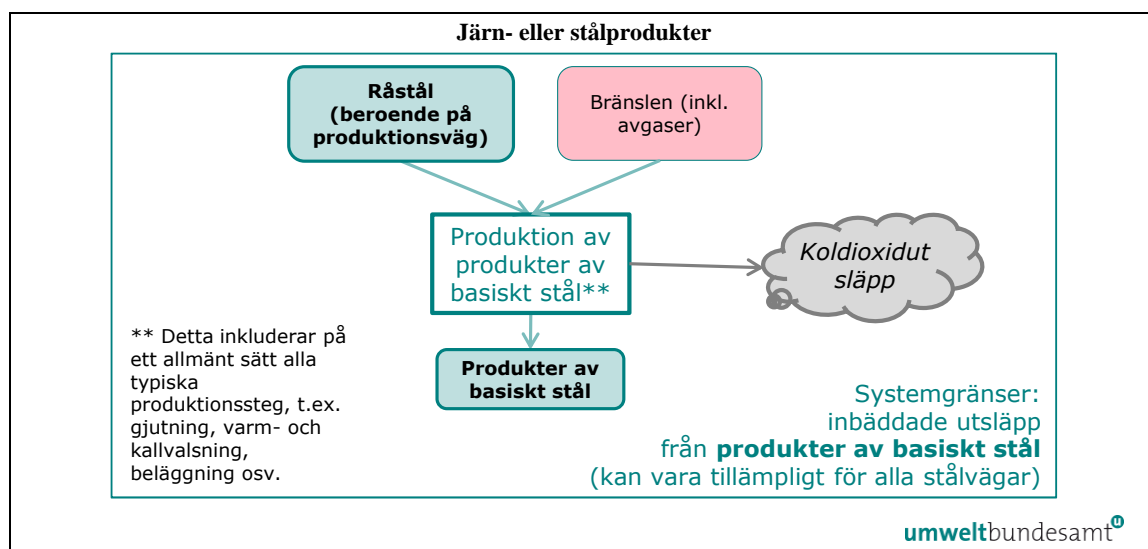 Järn- eller stålprodukter
Råstål
(beroende på
produktionsväg)
Bränslen (inkl.
avgaser)
Produktion av
produkter av
basiskt stål**
Koldioxidut
släpp
** Detta inkluderar på
ett allmänt sätt alla
typiska
produktionssteg, t.ex.
gjutning, varm- och
kallvalsning,
beläggning osv.
Produkter av
basiskt stål
Systemgränser:
inbäddade utsläpp
från produkter av basiskt stål
(kan vara tillämpligt för alla stålvägar)
umweltbundesamt u